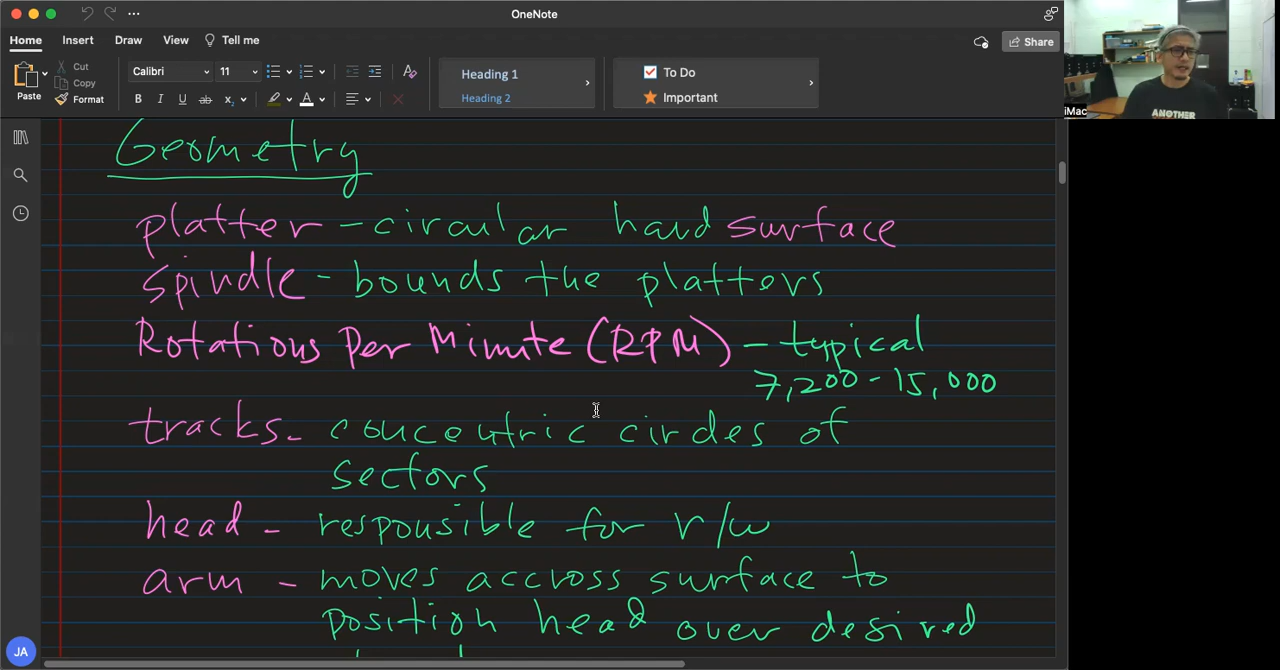 OneNote
Home Insert Draw View Tell me
Share
Paste
Cut
Copy
Format
Calibri 11
B I U ab x₂ A
Heading 1
Heading 2
To Do
Important
iMac
ANOTHER
Geometry
platter - circular hard surface
spindle - bounds the platters
Rotations Per Minute (RPM) - typical
7,200 - 15,000
tracks - concentric circles of
sectors
head - responsible for r/w
arm - moves accross surface to
position head over desired
JA